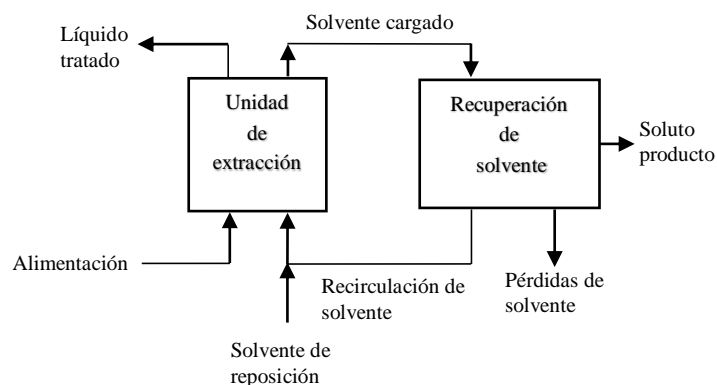 Solvente cargado
Líquido
tratado
Unidad
de
extracción
Recuperación
de
solvente
Soluto
producto
Alimentación
Recirculación de
solvente
Pérdidas de
solvente
Solvente de
reposición